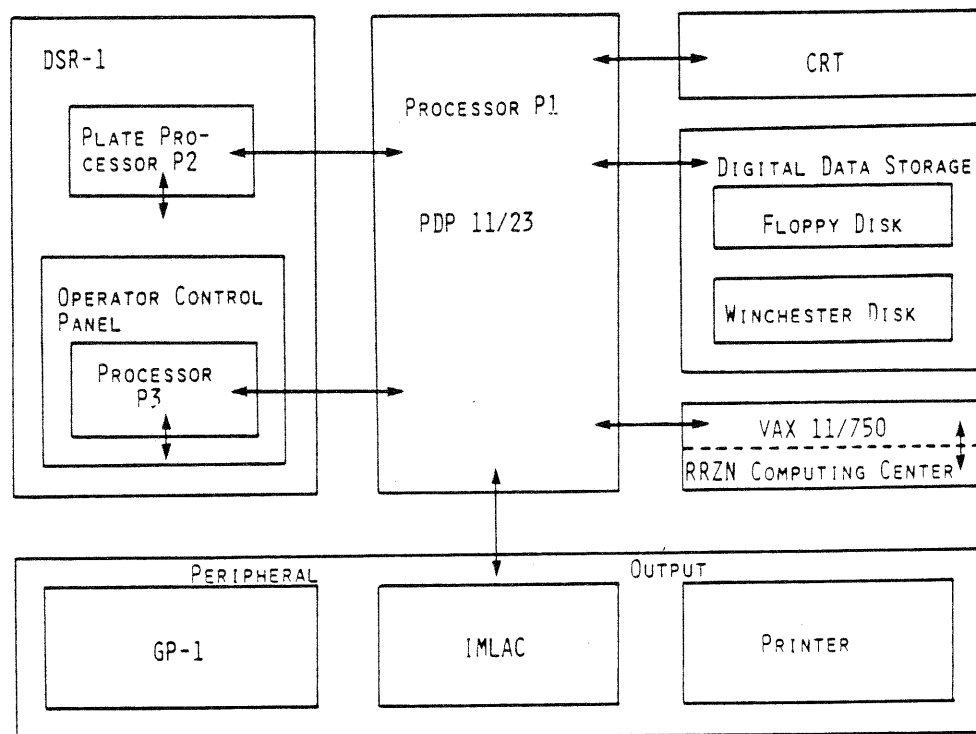 DSR-1
PLATE PRO-
CESSOR P2
OPERATOR CONTROL
PANEL
PROCESSOR
P3
PROCESSOR P1
PDP 11/23
CRT
DIGITAL DATA STORAGE
FLOPPY DISK
WINCHESTER DISK
VAX 11/750
RRZN COMPUTING CENTER
PERIPHERAL OUTPUT
GP-1
IMLAC
PRINTER